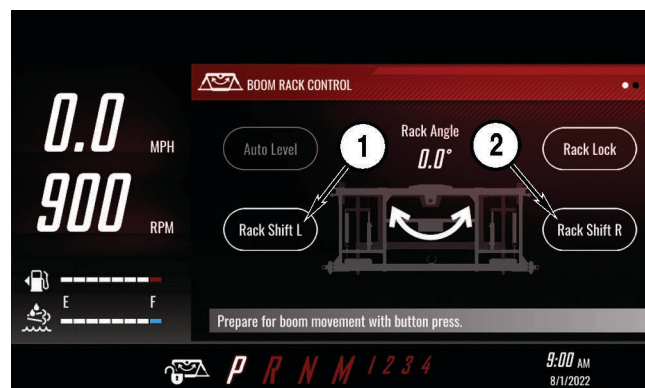 BOOM RACK CONTROL
0.0 MPH
900 RPM
E F
Auto Level
1
Rack Angle
0.0°
2
Rack Lock
Rack Shift L
Rack Shift R
Prepare for boom movement with button press.
P R N M 1 2 3 4
9:00 AM
8/1/2022